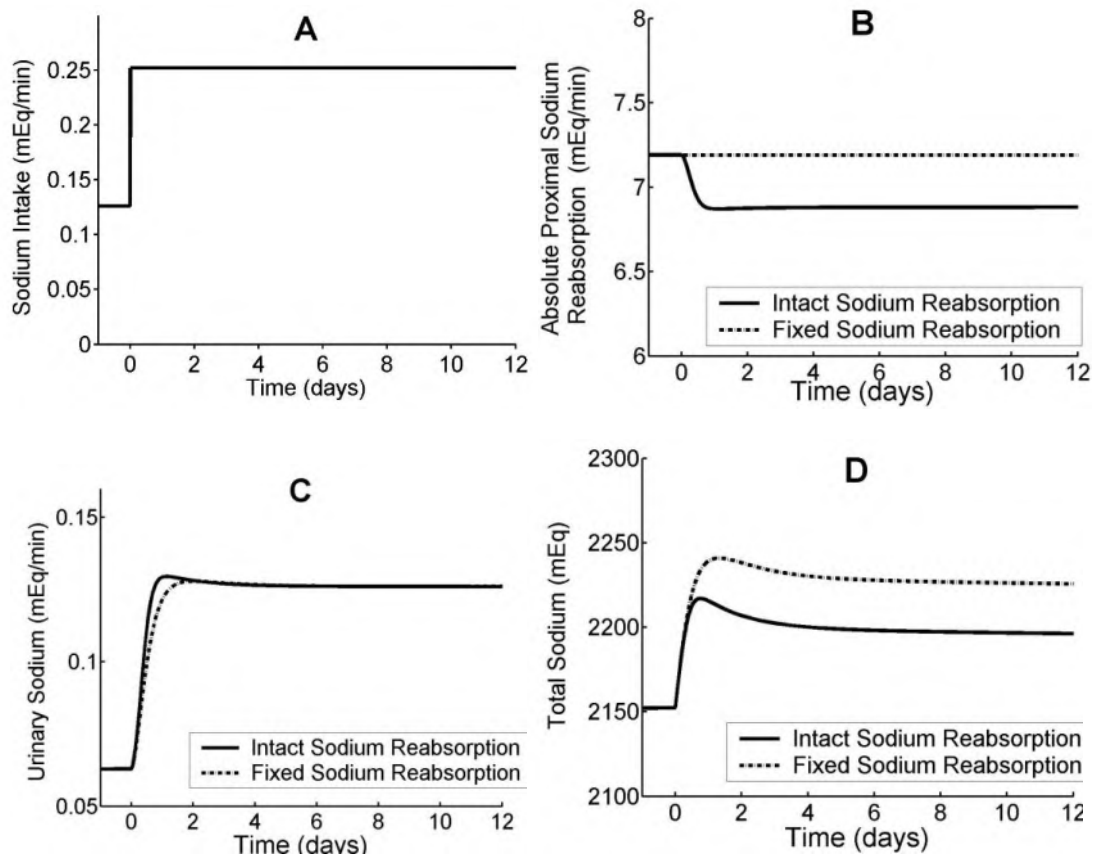 A
Sodium Intake (mEq/min)
0.25
0.2
0.15
0.1
0.05
0
0 2 4 6 8 10 12
Time (days)
B
Absolute Proximal Sodium
Reabsorption (mEq/min)
8
7.5
7
6.5
6
Intact Sodium Reabsorption
Fixed Sodium Reabsorption
0 2 4 6 8 10 12
Time (days)
C
Urinary Sodium (mEq/min)
0.15
0.1
0.05
Intact Sodium Reabsorption
Fixed Sodium Reabsorption
0 2 4 6 8 10 12
Time (days)
D
Total Sodium (mEq)
2300
2250
2200
2150
2100
Intact Sodium Reabsorption
Fixed Sodium Reabsorption
0 2 4 6 8 10 12
Time (days)